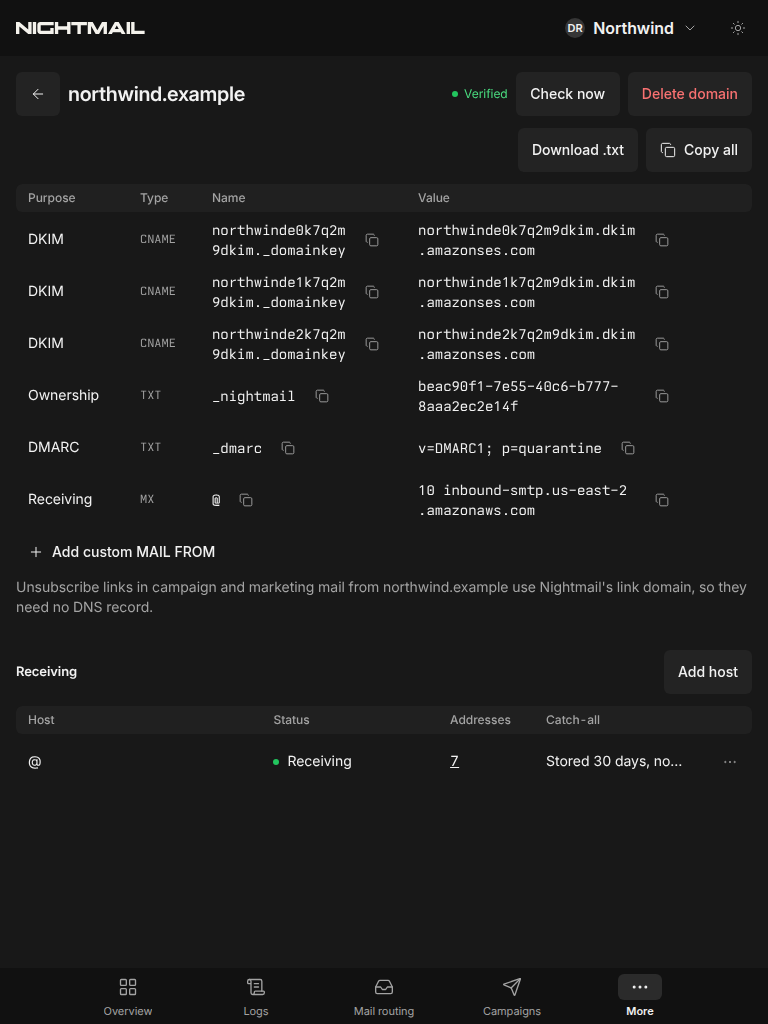 NIGHTMAIL
DR Northwind
northwind.example
Verified
Check now
Delete domain
Download .txt
Copy all
Purpose Type Name Value
DKIM CNAME northwinde0k7q2m northwinde0k7q2m9dkim.dkim
9dkim._domainkey .amazonses.com
DKIM CNAME northwinde1k7q2m northwinde1k7q2m9dkim.dkim
9dkim._domainkey .amazonses.com
DKIM CNAME northwinde2k7q2m northwinde2k7q2m9dkim.dkim
9dkim._domainkey .amazonses.com
Ownership TXT _nightmail beac90f1-7e55-40c6-b777-
8aaa2ec2e14f
DMARC TXT _dmarc v=DMARC1; p=quarantine
Receiving MX @ 10 inbound-smtp.us-east-2
.amazonaws.com
Add custom MAIL FROM
Unsubscribe links in campaign and marketing mail from northwind.example use Nightmail's link domain, so they
need no DNS record.
Receiving
Add host
Host Status Addresses Catch-all
@ Receiving 7 Stored 30 days, no...
Overview Logs Mail routing Campaigns More